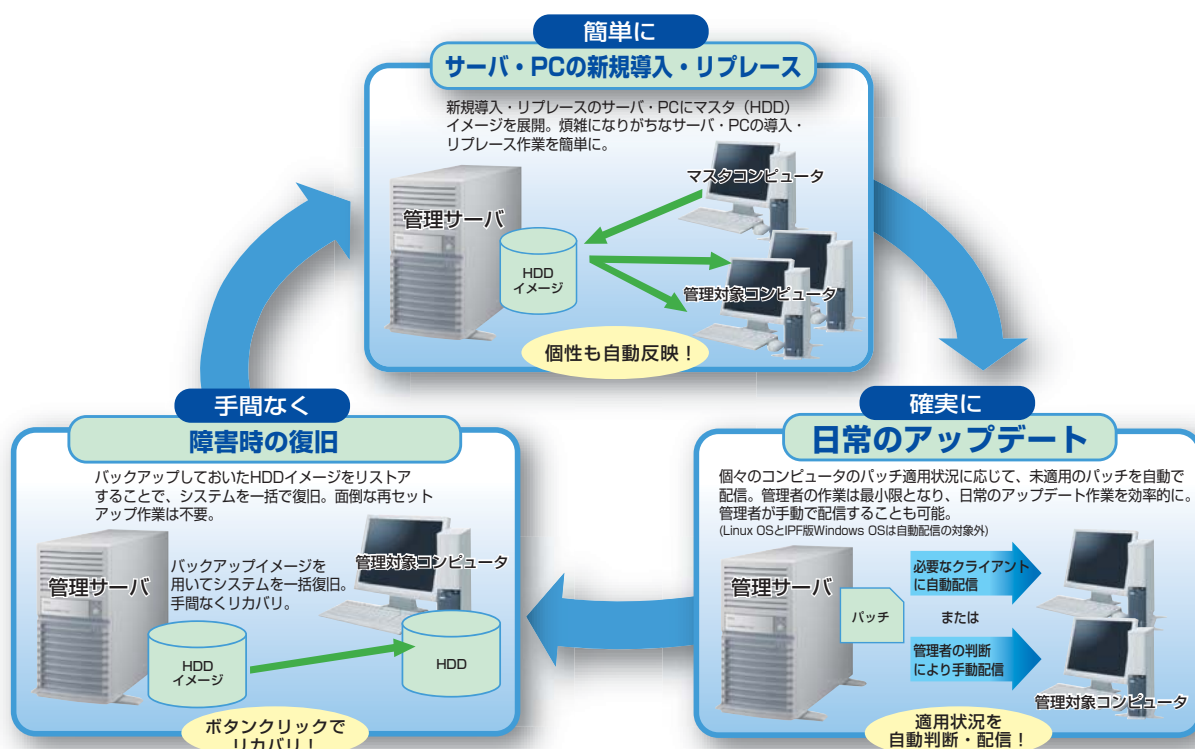 簡単に
サーバ・PCの新規導入・リプレース
新規導入・リプレースのサーバ・PCにマスタ（HDD）
イメージを展開。煩雑になりがちなサーバ・PCの導入・
リプレース作業を簡単に。
マスタコンピュータ
管理サーバ
HDD
イメージ
管理対象コンピュータ
個性も自動反映！
手間なく
障害時の復旧
バックアップしておいたHDDイメージをリストア
することで、システムを一括で復旧。面倒な再セット
アップ作業は不要。
管理サーバ
バックアップイメージを
用いてシステムを一括復旧。
手間なくリカバリ。
管理対象コンピュータ
HDD
イメージ
HDD
ボタンクリックで
リカバリ！
確実に
日常のアップデート
個々のコンピュータのパッチ適用状況に応じて、未適用のパッチを自動で
配信。管理者の作業は最小限となり、日常のアップデート作業を効率的に。
管理者が手動で配信することも可能。
(Linux OSとIPF版Windows OSは自動配信の対象外)
管理サーバ
パッチ
必要なクライアント
に自動配信
または
管理者の判断
により手動配信
管理対象コンピュータ
適用状況を
自動判断・配信！